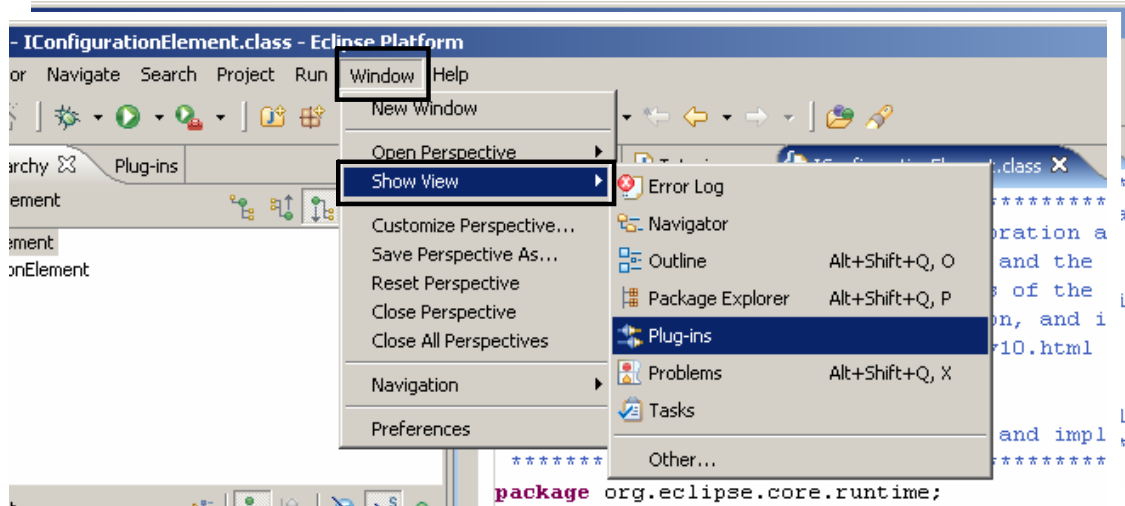 - IConfigurationElement.class - Eclipse Platform
or Navigate Search Project Run Window Help
archy Plug-ins
ement
ement
onElement
New Window
Open Perspective
Show View
Customize Perspective...
Save Perspective As...
Reset Perspective
Close Perspective
Close All Perspectives
Navigation
Preferences
.class
Error Log
Navigator
Outline Alt+Shift+Q, O
Package Explorer Alt+Shift+Q, P
Plug-ins
Problems Alt+Shift+Q, X
Tasks
Other...
*********
oration a
and the
s of the
on, and i
v10.html
and impl
******* *********
package org.eclipse.core.runtime;